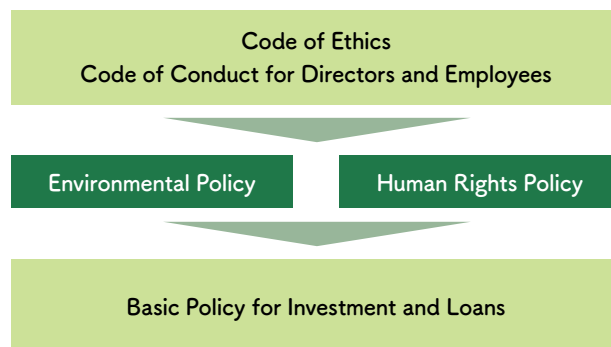 Code of Ethics
Code of Conduct for Directors and Employees
Environmental Policy
Human Rights Policy
Basic Policy for Investment and Loans